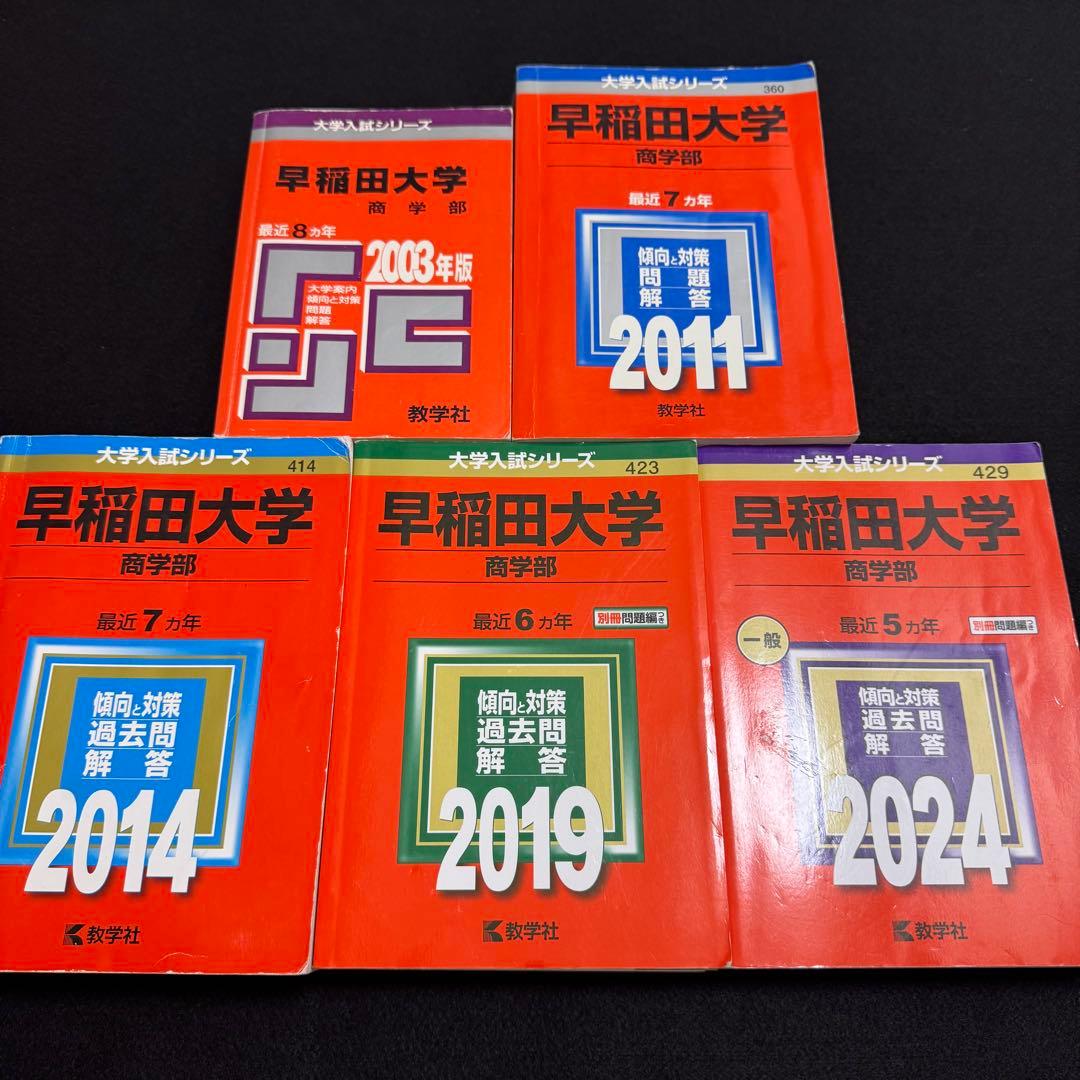 大学入試シリーズ
早稲田大学
商学部
最近8ヵ年
2003年版
大学案内
傾向と対策
問題
解答
教学社
大学入試シリーズ
360
早稲田大学
商学部
最近7ヵ年
傾向と対策
問題
解答
2011
教学社
大学入試シリーズ
414
早稲田大学
商学部
最近7ヵ年
傾向と対策
過去問
解答
2014
教学社
大学入試シリーズ
423
早稲田大学
商学部
最近6ヵ年
別冊問題編つき
傾向と対策
過去問
解答
2019
教学社
大学入試シリーズ
429
早稲田大学
商学部
一般
最近5ヵ年
別冊問題編つき
傾向と対策
過去問
解答
2024
教学社